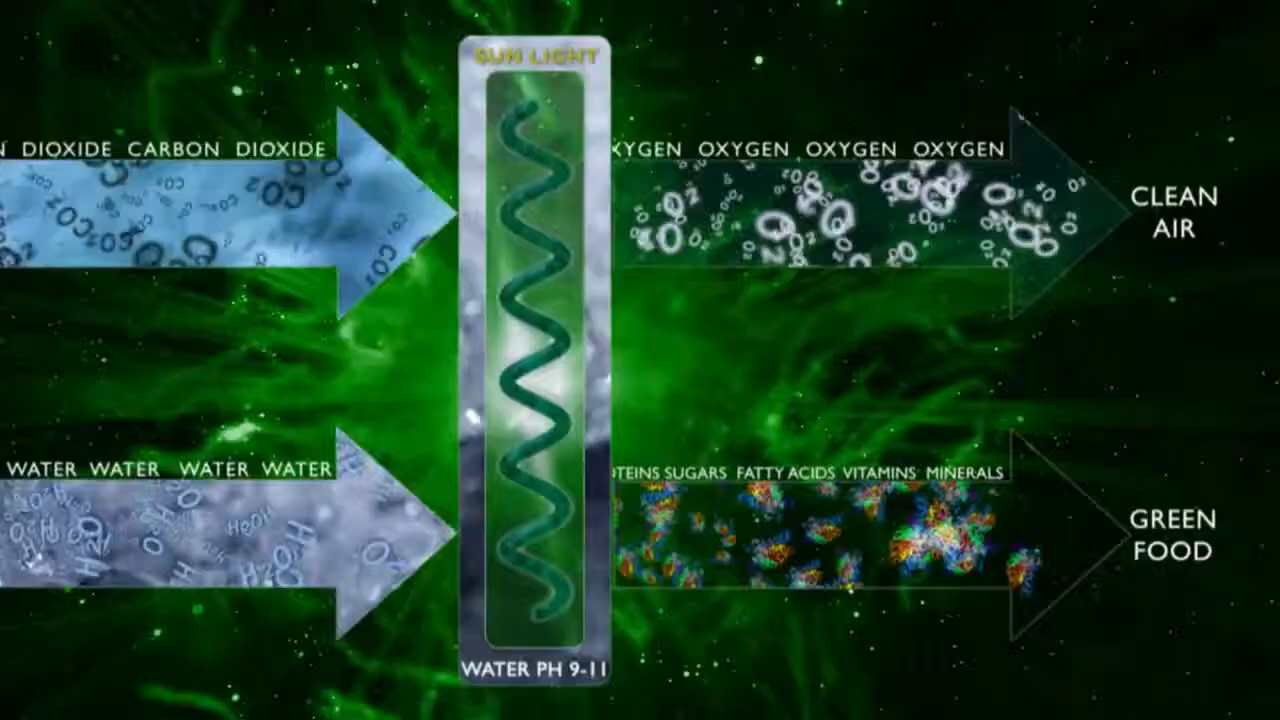 SUN LIGHT
DIOXIDE CARBON DIOXIDE
OXYGEN OXYGEN OXYGEN
CLEAN
AIR
WATER WATER WATER WATER
SUGARS FATTY ACIDS VITAMINS MINERALS
GREEN
FOOD
WATER PH 9-11